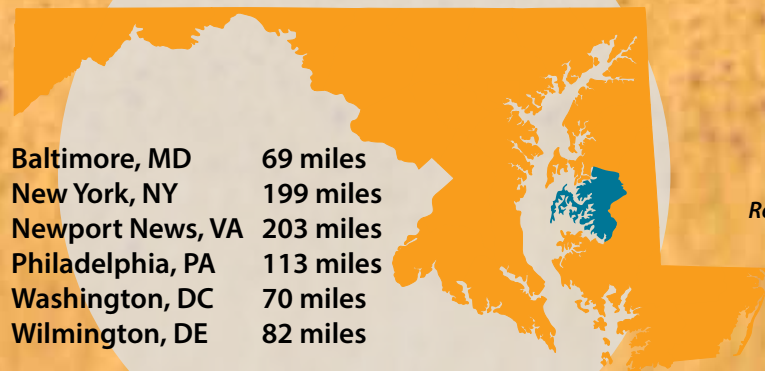 Baltimore, MD 69 miles
New York, NY 199 miles
Newport News, VA 203 miles
Philadelphia, PA 113 miles
Washington, DC 70 miles
Wilmington, DE 82 miles